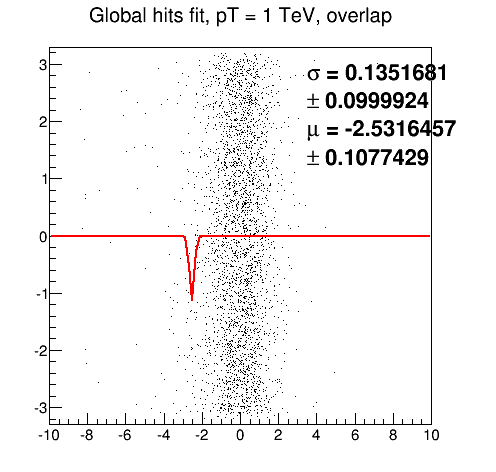 Global hits fit, pT = 1 TeV, overlap
σ = 0.1351681
± 0.0999924
μ = -2.5316457
± 0.1077429
3
2
1
0
-1
-2
-3
-10 -8 -6 -4 -2 0 2 4 6 8 10